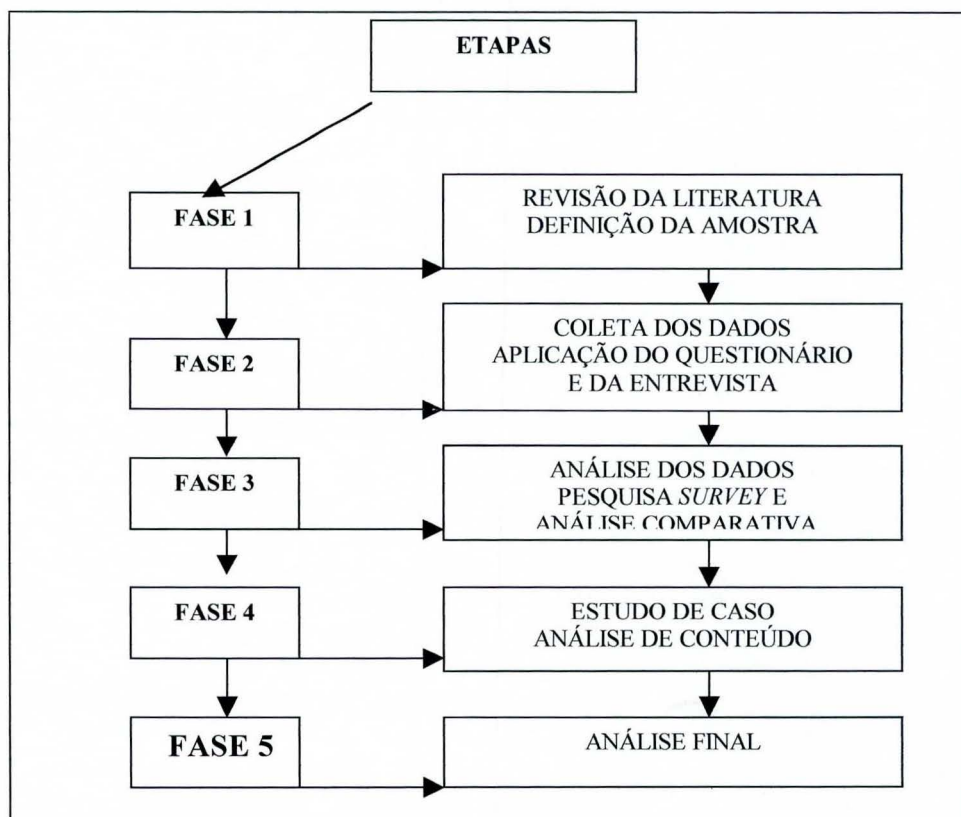 ETAPAS
FASE 1
REVISÃO DA LITERATURA
DEFINIÇÃO DA AMOSTRA
FASE 2
COLETA DOS DADOS
APLICAÇÃO DO QUESTIONÁRIO
E DA ENTREVISTA
FASE 3
ANÁLISE DOS DADOS
PESQUISA SURVEY E
ANÁLISE COMPARATIVA
FASE 4
ESTUDO DE CASO
ANÁLISE DE CONTEÚDO
FASE 5
ANÁLISE FINAL